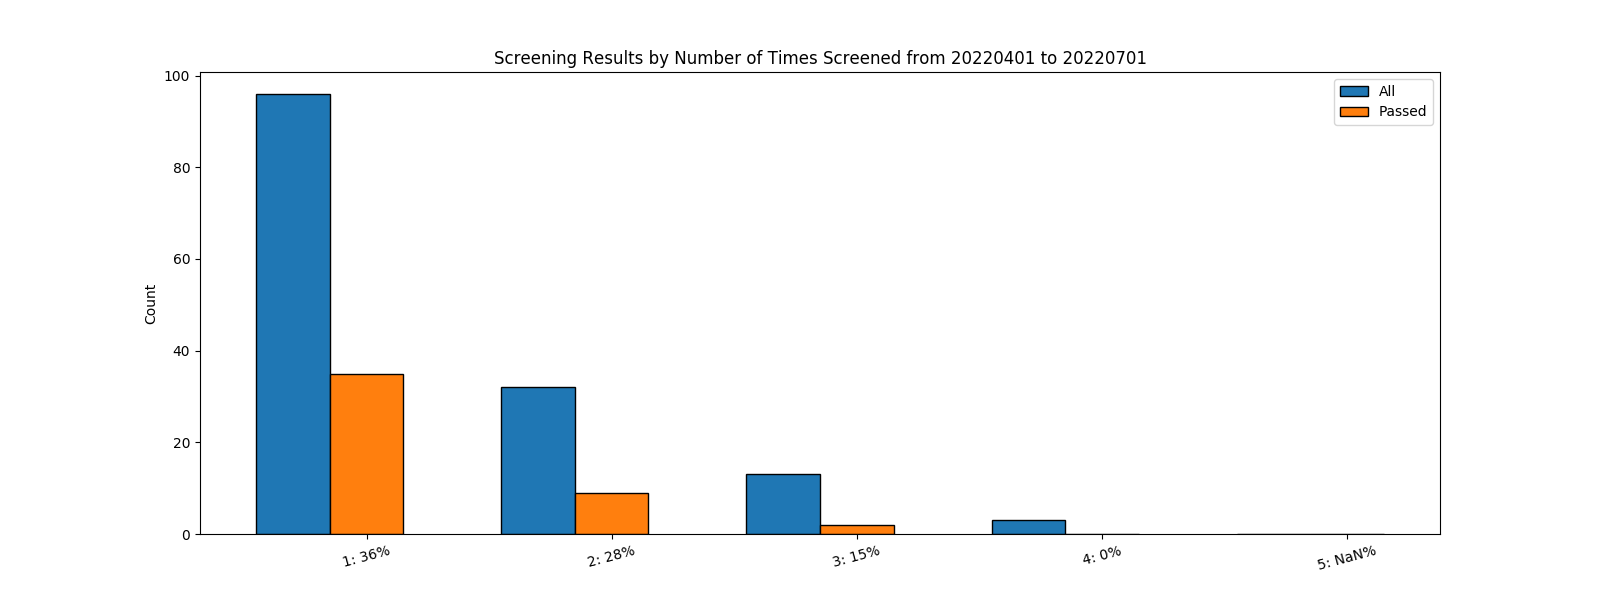 Screening Results by Number of Times Screened from 20220401 to 20220701
100
80
60
40
20
0
Count
All
Passed
1: 36%
2: 28%
3: 15%
4: 0%
5: NaN%